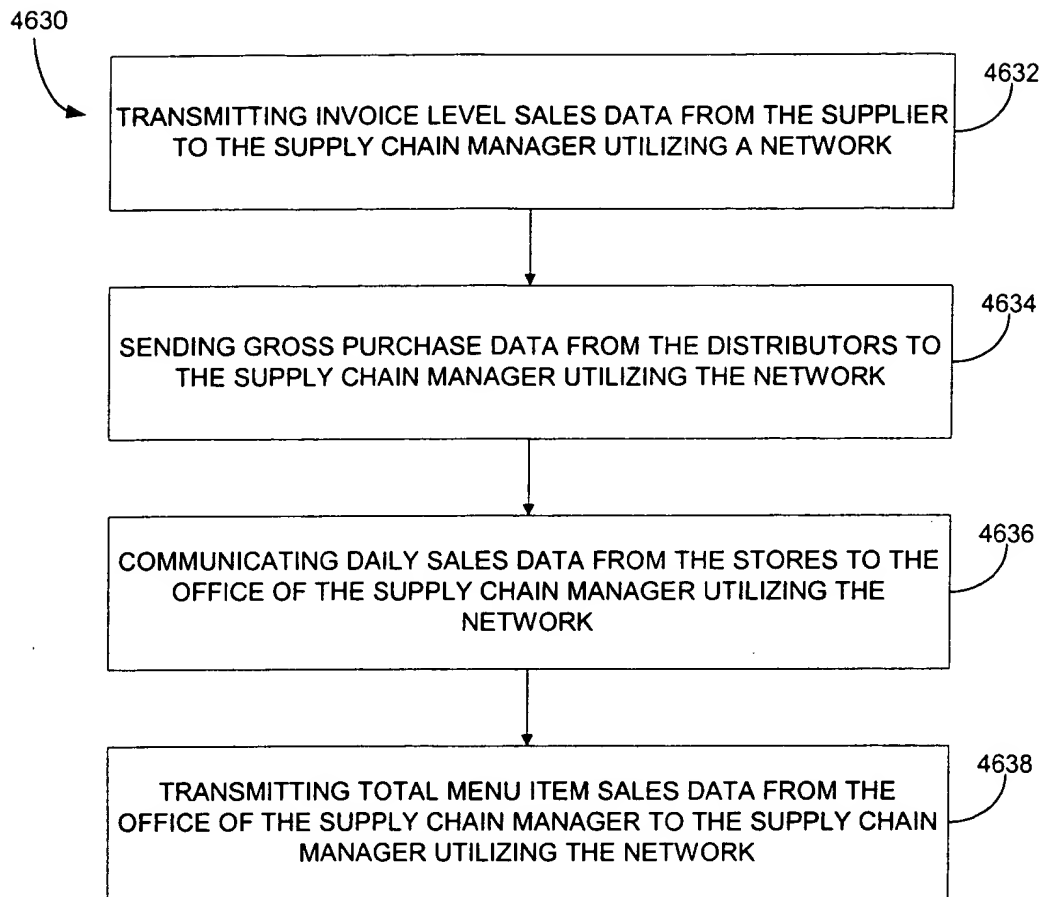 4630
4632
TRANSMITTING INVOICE LEVEL SALES DATA FROM THE SUPPLIER
TO THE SUPPLY CHAIN MANAGER UTILIZING A NETWORK
4634
SENDING GROSS PURCHASE DATA FROM THE DISTRIBUTORS TO
THE SUPPLY CHAIN MANAGER UTILIZING THE NETWORK
4636
COMMUNICATING DAILY SALES DATA FROM THE STORES TO THE
OFFICE OF THE SUPPLY CHAIN MANAGER UTILIZING THE
NETWORK
4638
TRANSMITTING TOTAL MENU ITEM SALES DATA FROM THE
OFFICE OF THE SUPPLY CHAIN MANAGER TO THE SUPPLY CHAIN
MANAGER UTILIZING THE NETWORK